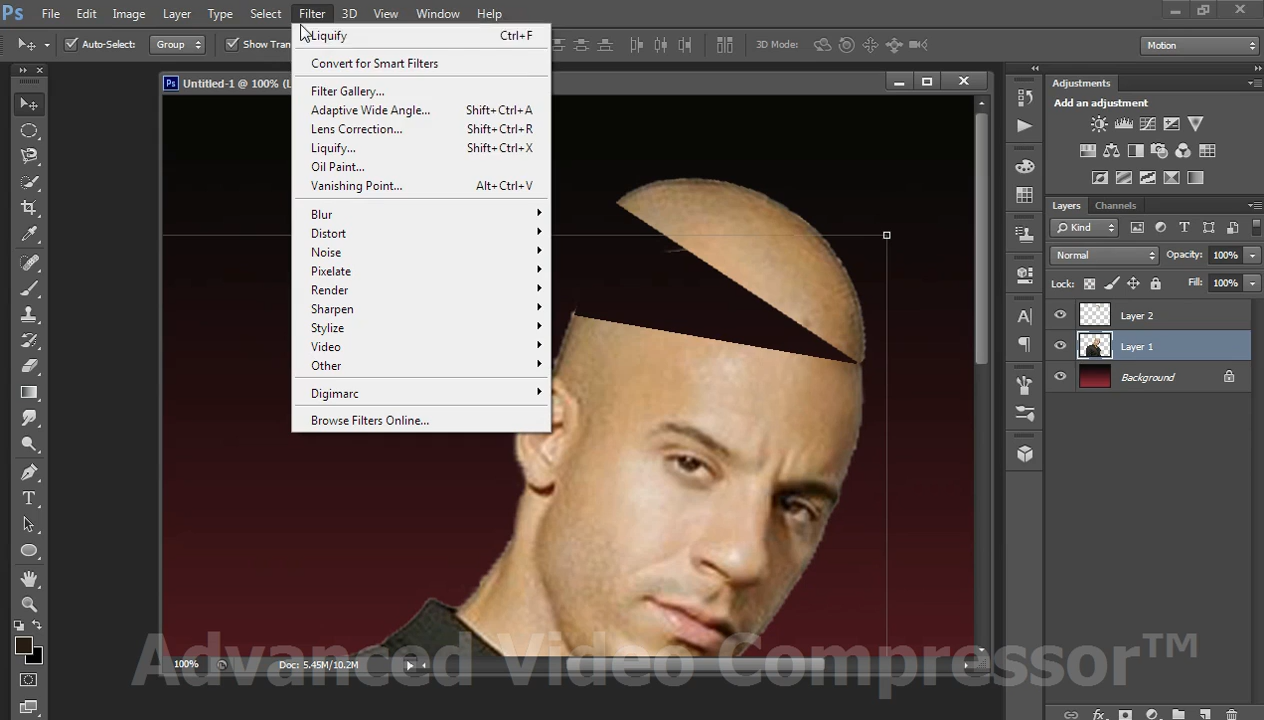 Ps File Edit Image Layer Type Select Filter 3D View Window Help
Auto-Select: Group Show Tran 3D Mode: Motion
Ps Untitled-1 @ 100% (L
Liquify Ctrl+F
Convert for Smart Filters
Filter Gallery...
Adaptive Wide Angle... Shift+Ctrl+A
Lens Correction... Shift+Ctrl+R
Liquify... Shift+Ctrl+X
Oil Paint...
Vanishing Point... Alt+Ctrl+V
Blur
Distort
Noise
Pixelate
Render
Sharpen
Stylize
Video
Other
Digimarc
Browse Filters Online...
Adjustments
Add an adjustment
Layers Channels
Kind
Normal Opacity: 100%
Lock: Fill: 100%
Layer 2
Layer 1
Background
100% Doc: 5.45M/10.2M
Advanced Video Compressor™